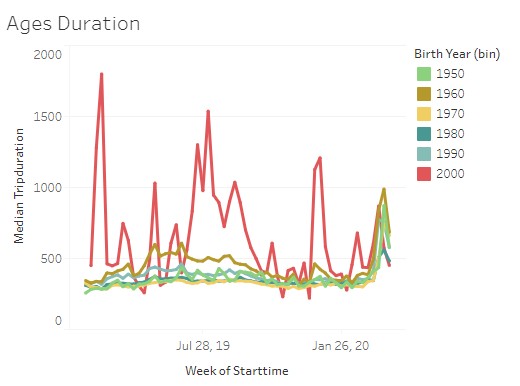 Ages Duration
Birth Year (bin)
1950
1960
1970
1980
1990
2000
Median Tripduration
2000
1500
1000
500
0
Jul 28, 19
Jan 26, 20
Week of Starttime